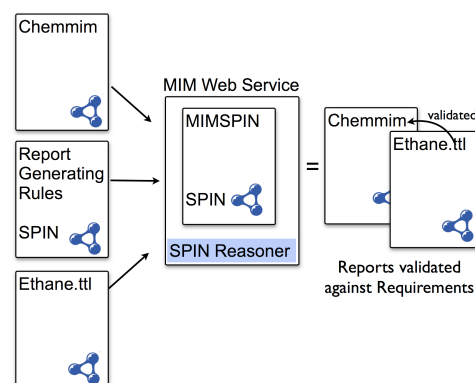 Chemmim
Report
Generating
Rules
SPIN
Ethane.ttl
MIM Web Service
MIMSPIN
SPIN
SPIN Reasoner
=
Chemmim
validated
Ethane.ttl
Reports validated
against Requirements